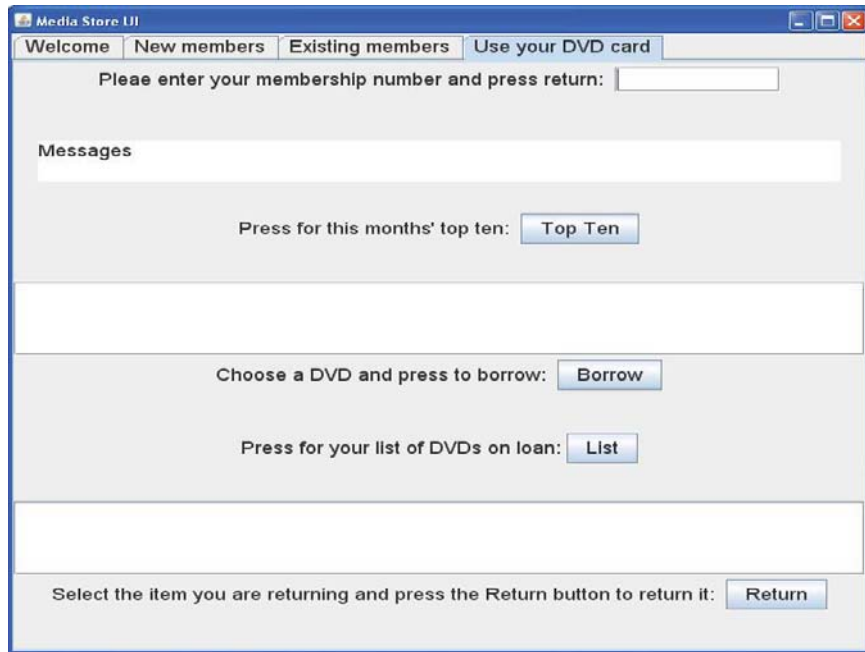 Media Store UI
Welcome New members Existing members Use your DVD card
Pleae enter your membership number and press return:
Messages
Press for this months' top ten: Top Ten
Choose a DVD and press to borrow: Borrow
Press for your list of DVDs on loan: List
Select the item you are returning and press the Return button to return it: Return